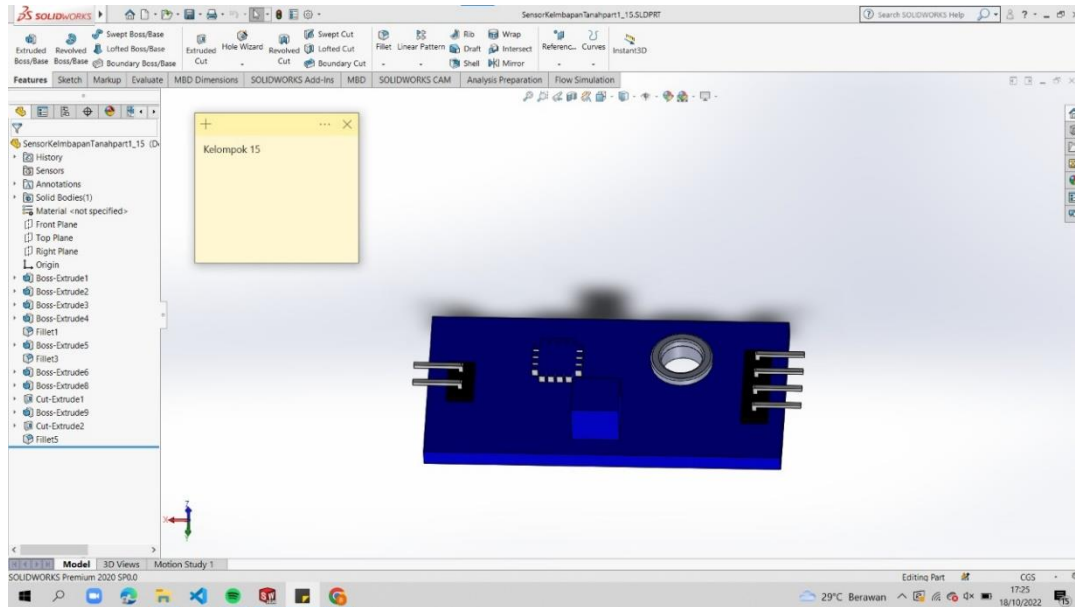 SOLIDWORKS
SensorKelmbapanTanahpart1_15.SLDPRT
Search SOLIDWORKS Help
Extruded Boss/Base
Revolved Boss/Base
Swept Boss/Base
Lofted Boss/Base
Boundary Boss/Base
Extruded Cut
Hole Wizard
Revolved Cut
Swept Cut
Lofted Cut
Boundary Cut
Fillet
Linear Pattern
Rib
Draft
Shell
Wrap
Intersect
Mirror
Referenc...
Curves
Instant3D
Features Sketch Markup Evaluate MBD Dimensions SOLIDWORKS Add-Ins MBD SOLIDWORKS CAM Analysis Preparation Flow Simulation
SensorKelmbapanTanahpart1_15 (D
History
Sensors
Annotations
Solid Bodies(1)
Material <not specified>
Front Plane
Top Plane
Right Plane
Origin
Boss-Extrude1
Boss-Extrude2
Boss-Extrude3
Boss-Extrude4
Fillet1
Boss-Extrude5
Fillet3
Boss-Extrude6
Boss-Extrude8
Cut-Extrude1
Boss-Extrude9
Cut-Extrude2
Fillet5
Kelompok 15
Z
X
Model 3D Views Motion Study 1
SOLIDWORKS Premium 2020 SP0.0
Editing Part
CGS
29°C Berawan
17:25
18/10/2022